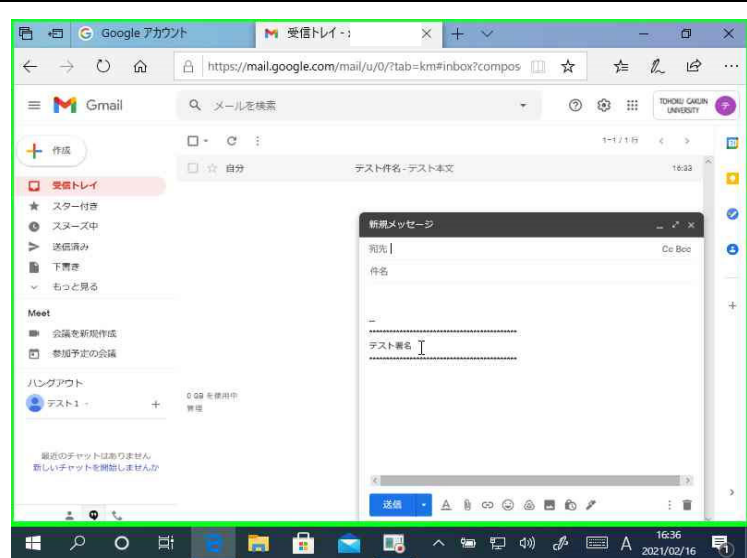 Google アカウント
受信トレイ -
https://mail.google.com/mail/u/0/?tab=km#inbox?compos
Gmail
メールを検索
TOHOKU GAKUIN UNIVERSITY
テ
作成
1-1 / 1 行
31
受信トレイ
自分
テスト件名 - テスト本文
16:33
スター付き
スヌーズ中
送信済み
下書き
もっと見る
新規メッセージ
宛先
Cc Bcc
件名
--
****************************************
テスト署名
****************************************
Meet
会議を新規作成
参加予定の会議
ハングアウト
テスト1
0 GB を使用中
管理
最近のチャットはありません
新しいチャットを開始しませんか
送信
A
16:36
2021/02/16